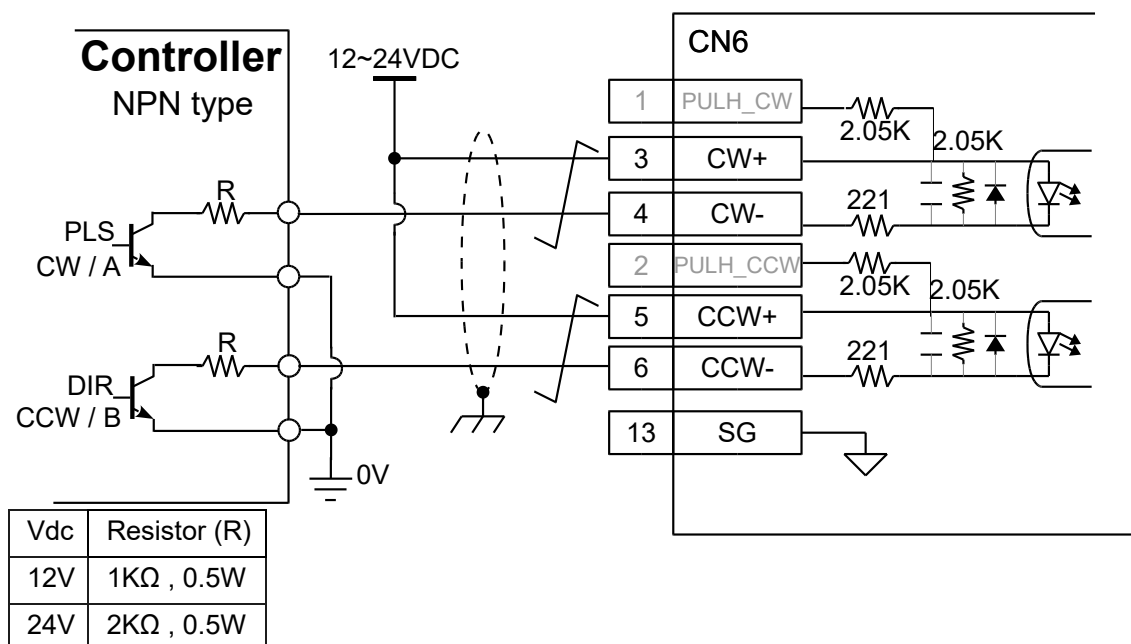 Controller
NPN type
12~24VDC
CN6
1 PULH_CW
2.05K
2.05K
3 CW+
R
4 CW-
221
PLS
CW / A
2 PULH_CCW
2.05K
2.05K
5 CCW+
R
6 CCW-
221
DIR
CCW / B
13 SG
0V
Vdc Resistor (R)
12V 1KΩ , 0.5W
24V 2KΩ , 0.5W